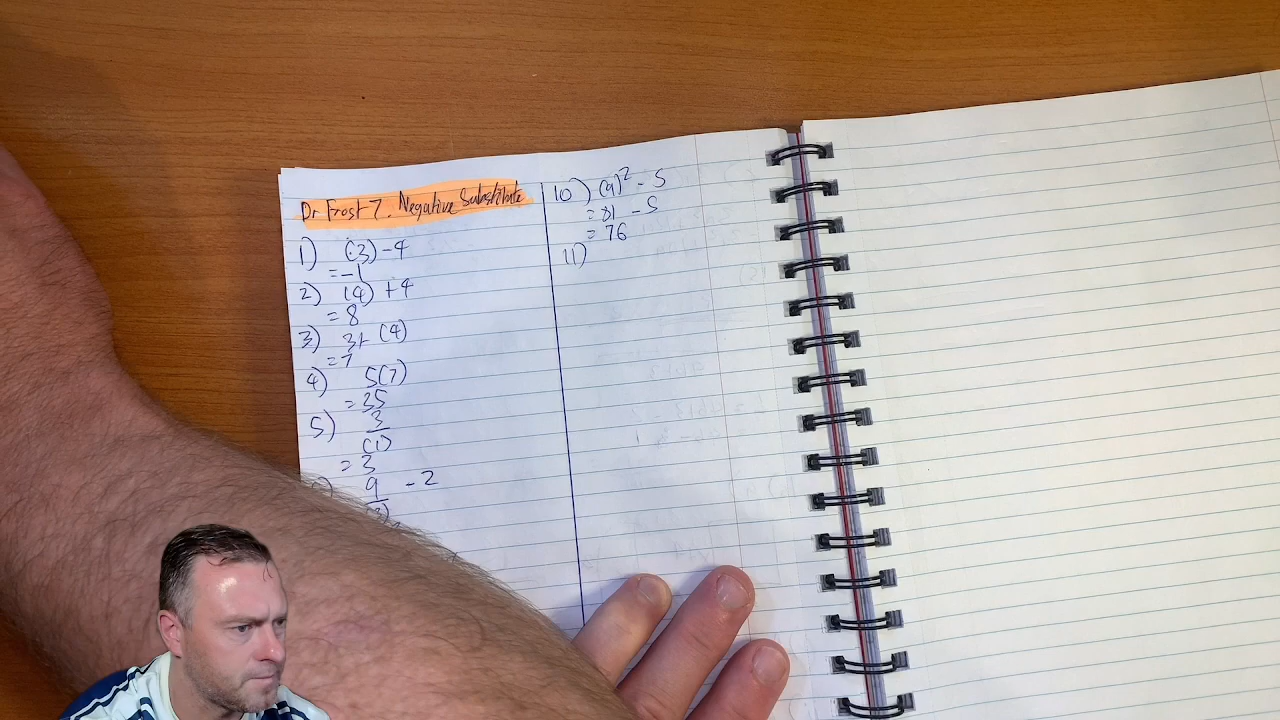 Dr Frost 7. Negative Substitute
1) (3) - 4
= -1
2) (4) + 4
= 8
3) 3 + (4)
= 7
4) 5(7)
= 25
5) 3
(1)
= 3
9 - 2
(3)
10) (9)² - 5
= 81 - 5
= 76
11)